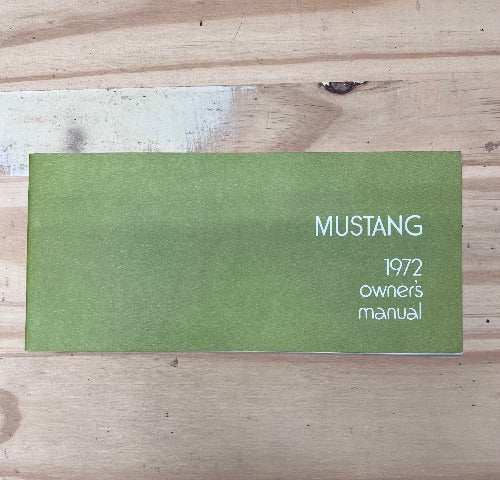 MUSTANG
1972
owner's
manual